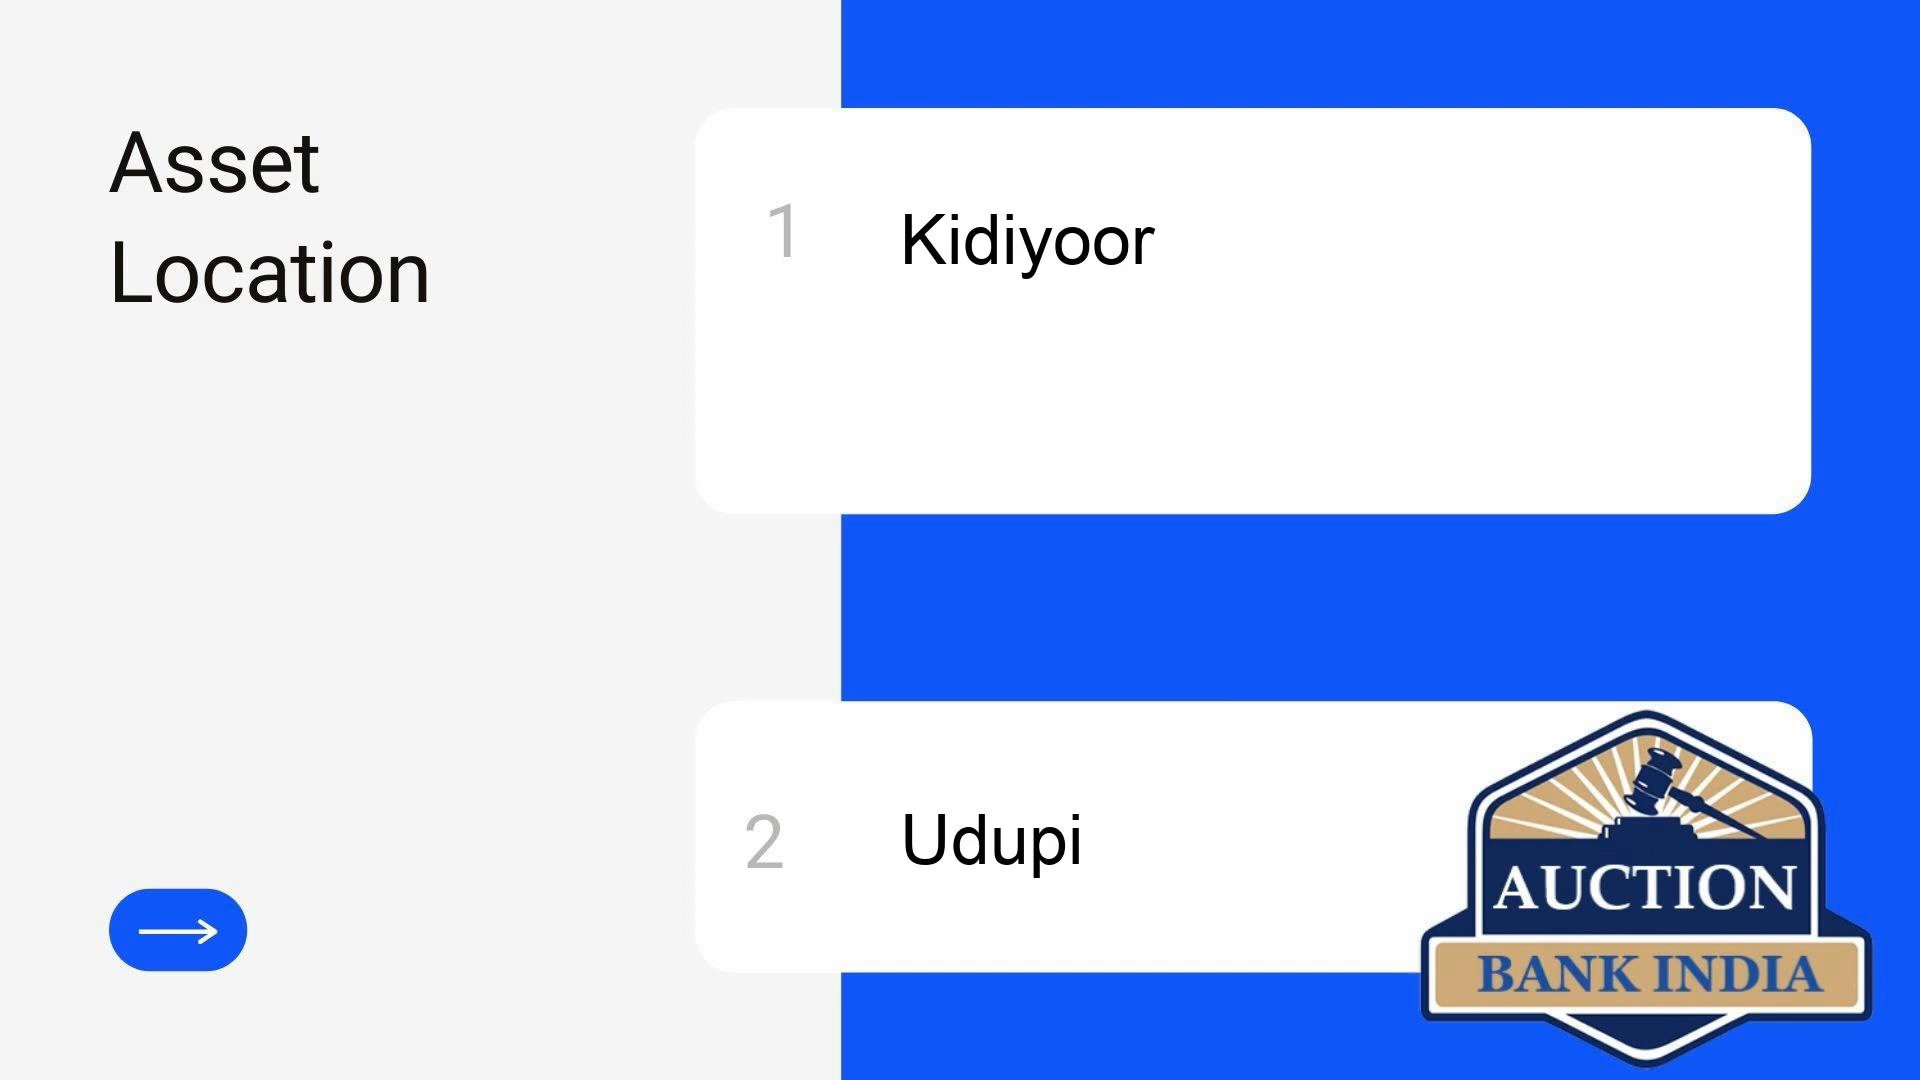 Asset
Location
1
Kidiyoor
2
Udupi
AUCTION
BANK INDIA